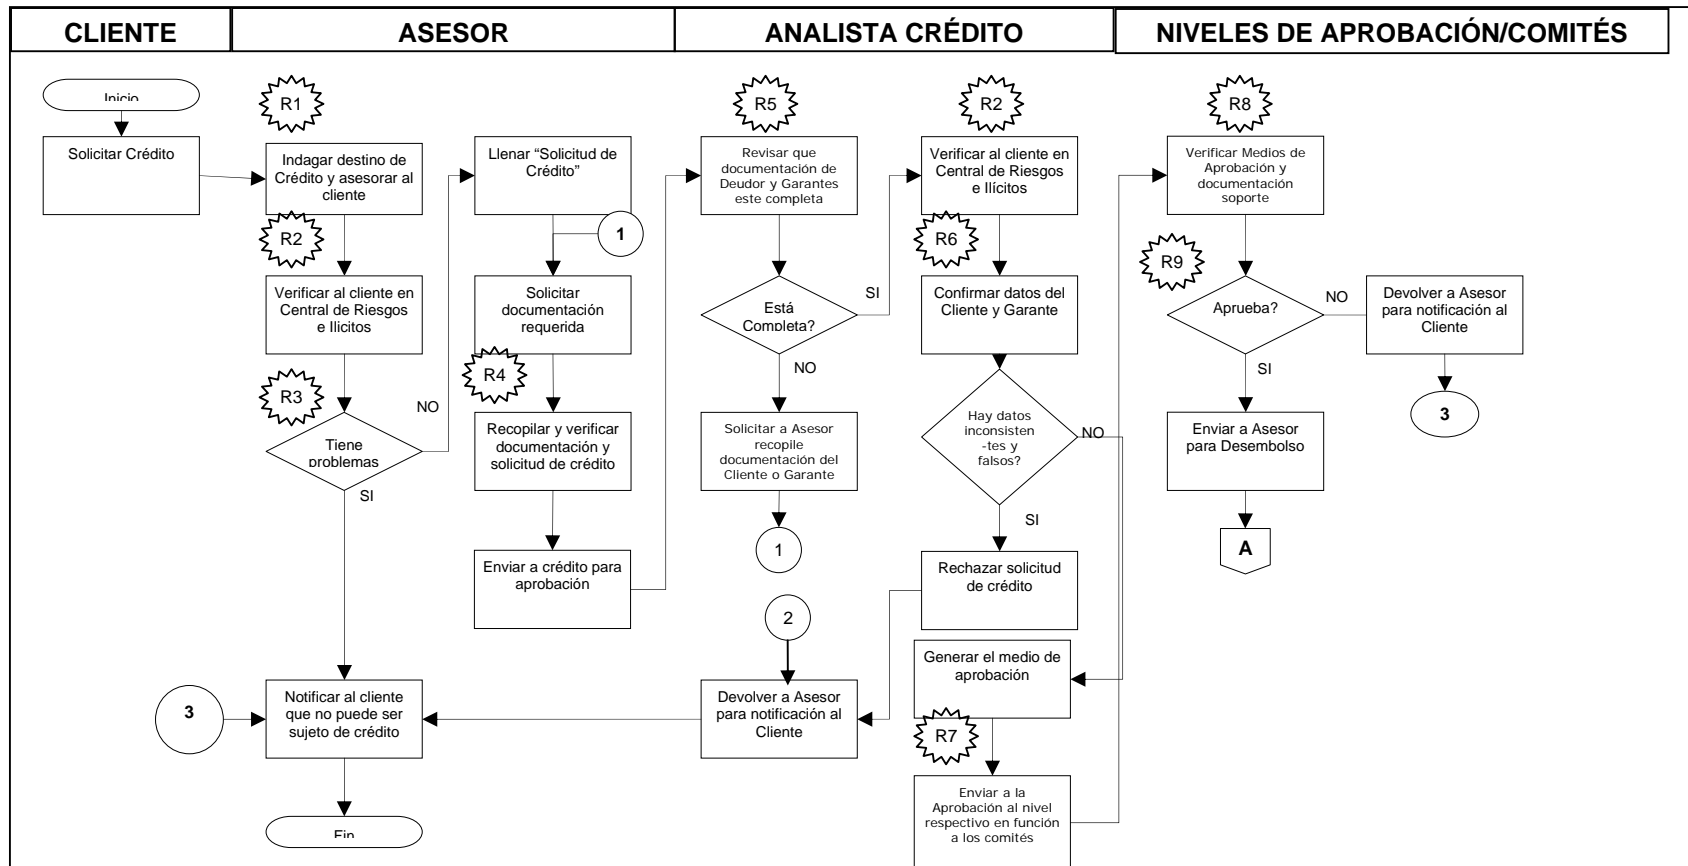 CLIENTE
ASESOR
ANALISTA CRÉDITO
NIVELES DE APROBACIÓN/COMITÉS
Inicio
Solicitar Crédito
R1
Indagar destino de
Crédito y asesorar al
cliente
R2
Verificar al cliente en
Central de Riesgos
e Ilicitos
R3
Tiene
problemas
NO
SI
3
Notificar al cliente
que no puede ser
sujeto de crédito
Fin
Llenar “Solicitud de
Crédito”
1
Solicitar
documentación
requerida
R4
Recopilar y verificar
documentación y
solicitud de crédito
Enviar a crédito para
aprobación
R5
Revisar que
documentación de
Deudor y Garantes
este completa
Está
Completa?
SI
NO
Solicitar a Asesor
recopile
documentación del
Cliente o Garante
1
2
Devolver a Asesor
para notificación al
Cliente
R2
Verificar al cliente en
Central de Riesgos
e Ilícitos
R6
Confirmar datos del
Cliente y Garante
Hay datos
inconsisten
-tes y
falsos?
NO
SI
Rechazar solicitud
de crédito
Generar el medio de
aprobación
R7
Enviar a la
Aprobación al nivel
respectivo en función
a los comités
R8
Verificar Medios de
Aprobación y
documentación
soporte
R9
Aprueba?
NO
SI
Devolver a Asesor
para notificación al
Cliente
3
Enviar a Asesor
para Desembolso
A